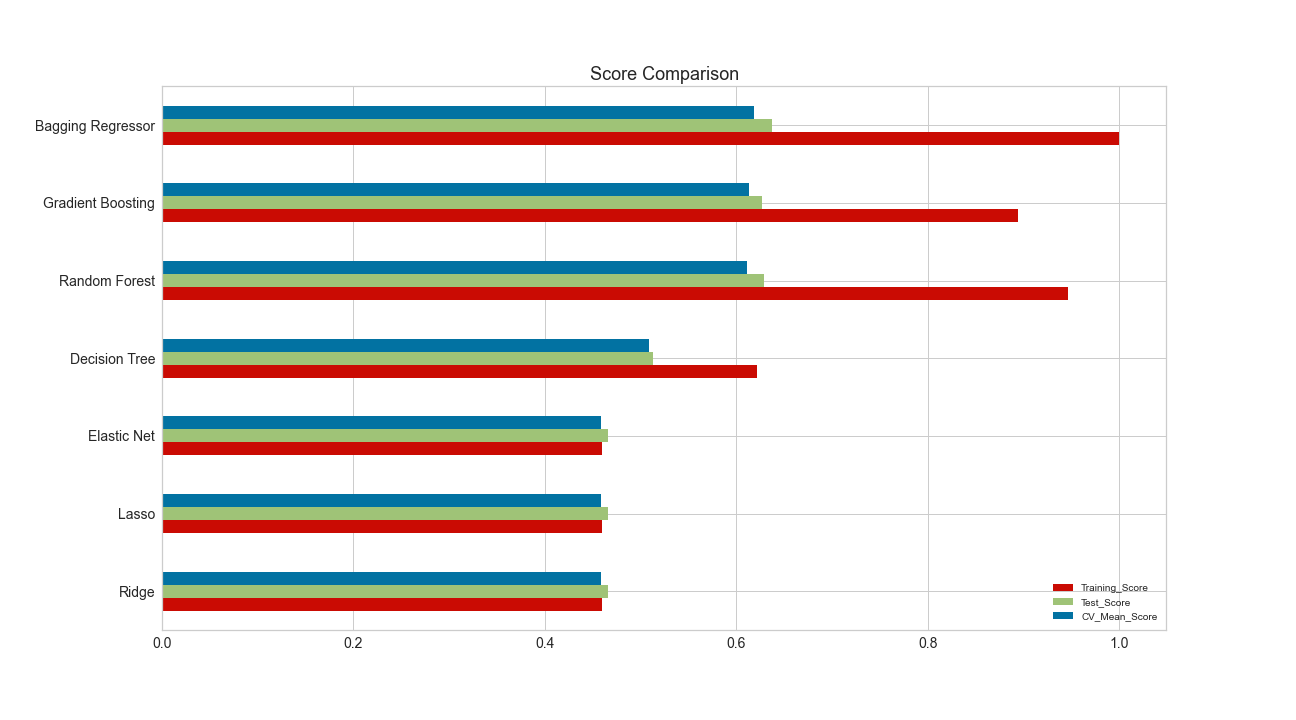 Score Comparison
Bagging Regressor
Gradient Boosting
Random Forest
Decision Tree
Elastic Net
Lasso
Ridge
Training_Score
Test_Score
CV_Mean_Score
0.0 0.2 0.4 0.6 0.8 1.0